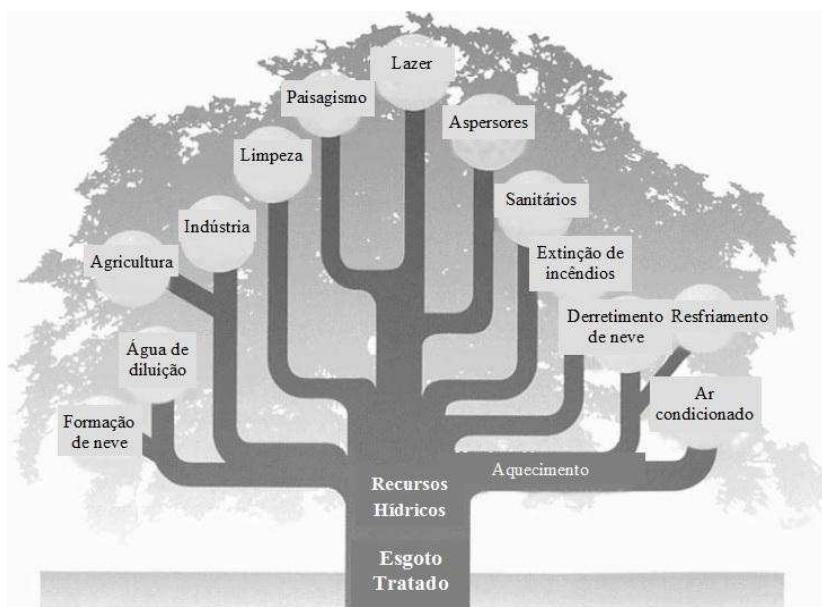 Lazer
Paisagismo
Aspersores
Limpeza
Sanitários
Indústria
Extinção de
incêndios
Agricultura
Derretimento
de neve
Resfriamento
Água de
diluição
Ar
condicionado
Formação
de neve
Aquecimento
Recursos
Hídricos
Esgoto
Tratado